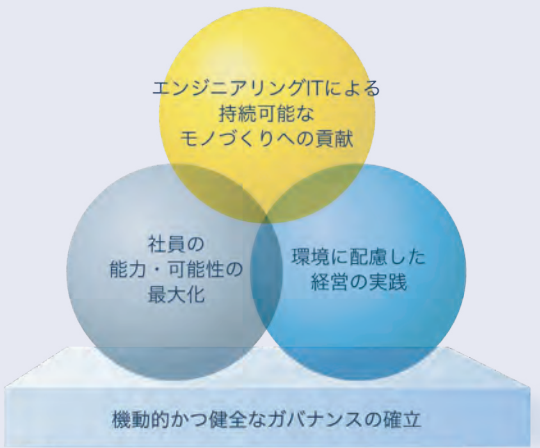 エンジニアリングITによる
持続可能な
モノづくりへの貢献
社員の
能力・可能性の
最大化
環境に配慮した
経営の実践
機動的かつ健全なガバナンスの確立